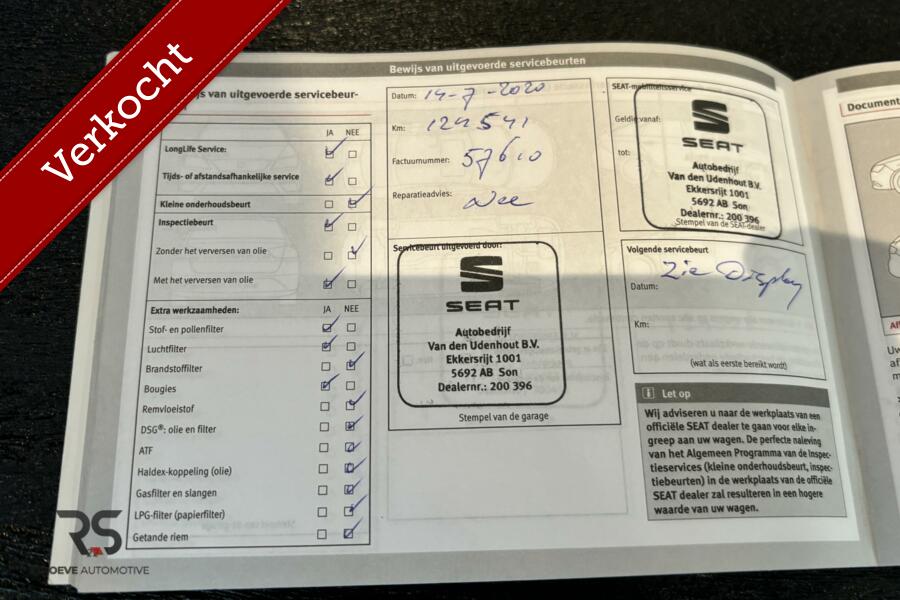 Verkocht
Bewijs van uitgevoerde servicebeurten
van uitgevoerde servicebeur-
JA NEE
LongLife Service:
Tijds- of afstandsafhankelijke service
Kleine onderhoudsbeurt
Inspectiebeurt
Zonder het verversen van olie
Met het verversen van olie
Extra werkzaamheden: JA NEE
Stof- en pollenfilter
Luchtfilter
Brandstoffilter
Bougies
Remvloeistof
DSG®: olie en filter
ATF
Haldex-koppeling (olie)
Gasfilter en slangen
LPG-filter (papierfilter)
Getande riem
Datum: 14-7-2020
Km: 124541
Factuurnummer: 57610
Reparatieadvies: Nee
Servicebeurt uitgevoerd door:
SEAT
Autobedrijf
Van den Udenhout B.V.
Ekkersrijt 1001
5692 AB Son
Dealernr.: 200 396
Stempel van de garage
SEAT-mobiliteitsservice
Geldig vanaf:
tot:
SEAT
Autobedrijf
Van den Udenhout B.V.
Ekkersrijt 1001
5692 AB Son
Dealernr.: 200 396
Stempel van de SEAT-dealer
Volgende servicebeurt
Zie Display
Datum:
Km:
(wat als eerste bereikt wordt)
i Let op
Wij adviseren u naar de werkplaats van een
officiële SEAT dealer te gaan voor elke in-
greep aan uw wagen. De perfecte naleving
van het Algemeen Programma van de Inspec-
tieservices (kleine onderhoudsbeurt, inspec-
tiebeurten) in de werkplaats van de officiële
SEAT dealer zal resulteren in een hogere
waarde van uw wagen.
Document
RS
OEVE AUTOMOTIVE